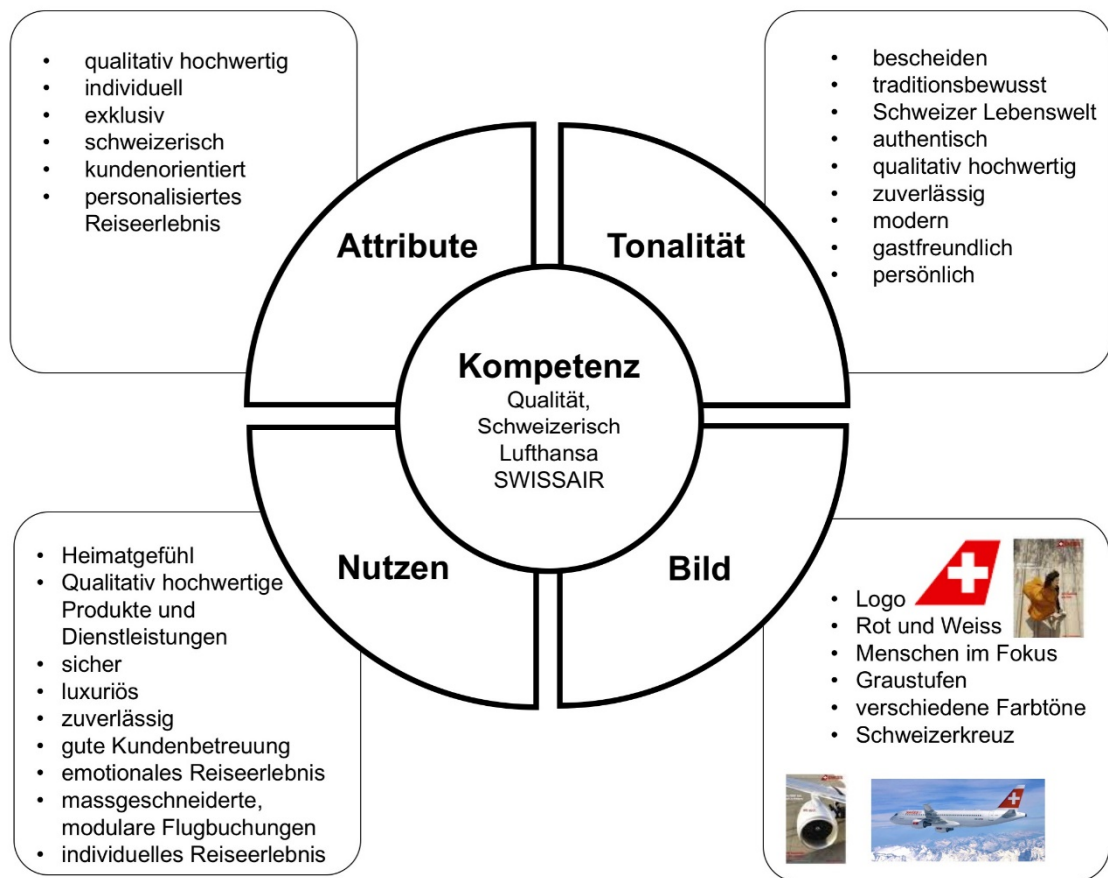 • qualitativ hochwertig
• individuell
• exklusiv
• schweizerisch
• kundenorientiert
• personalisiertes
Reiseerlebnis
• bescheiden
• traditionsbewusst
• Schweizer Lebenswelt
• authentisch
• qualitativ hochwertig
• zuverlässig
• modern
• gastfreundlich
• persönlich
Attribute
Tonalität
Kompetenz
Qualität,
Schweizerisch
Lufthansa
SWISSAIR
Nutzen
Bild
• Heimatgefühl
• Qualitativ hochwertige
Produkte und
Dienstleistungen
• sicher
• luxuriös
• zuverlässig
• gute Kundenbetreuung
• emotionales Reiseerlebnis
• massgeschneiderte,
modulare Flugbuchungen
• individuelles Reiseerlebnis
• Logo
• Rot und Weiss
• Menschen im Fokus
• Graustufen
• verschiedene Farbtöne
• Schweizerkreuz